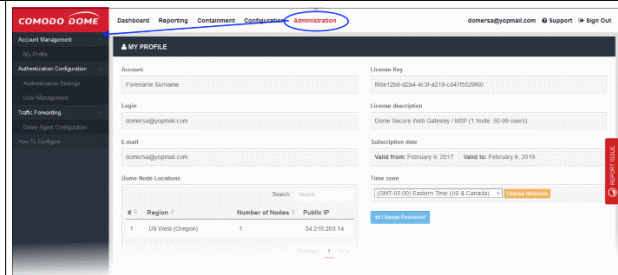 COMODO DOME
Dashboard Reporting Containment Configuration Administration
domersa@yopmail.com Support Sign Out
Account Management
My Profile
Authentication Configuration
Authentication Settings
User Management
Traffic Forwarding
Dome Agent Configuration
How To Configure
MY PROFILE
Account
Forename Surname
Login
domersa@yopmail.com
E-mail
domersa@yopmail.com
Dome Node Locations
Search: Search
# Region Number of Nodes Public IP
1 US West (Oregon) 1 34.210.203.14
Previous 1 Next
License Key
License description
Dome Secure Web Gateway / MSP (1 Node, 50-99 users)
Subscription date
Valid from: February 9, 2017 Valid to: February 9, 2019
Time zone
(GMT-05:00) Eastern Time (US & Canada) Change timezone
Change Password
REPORT ISSUE